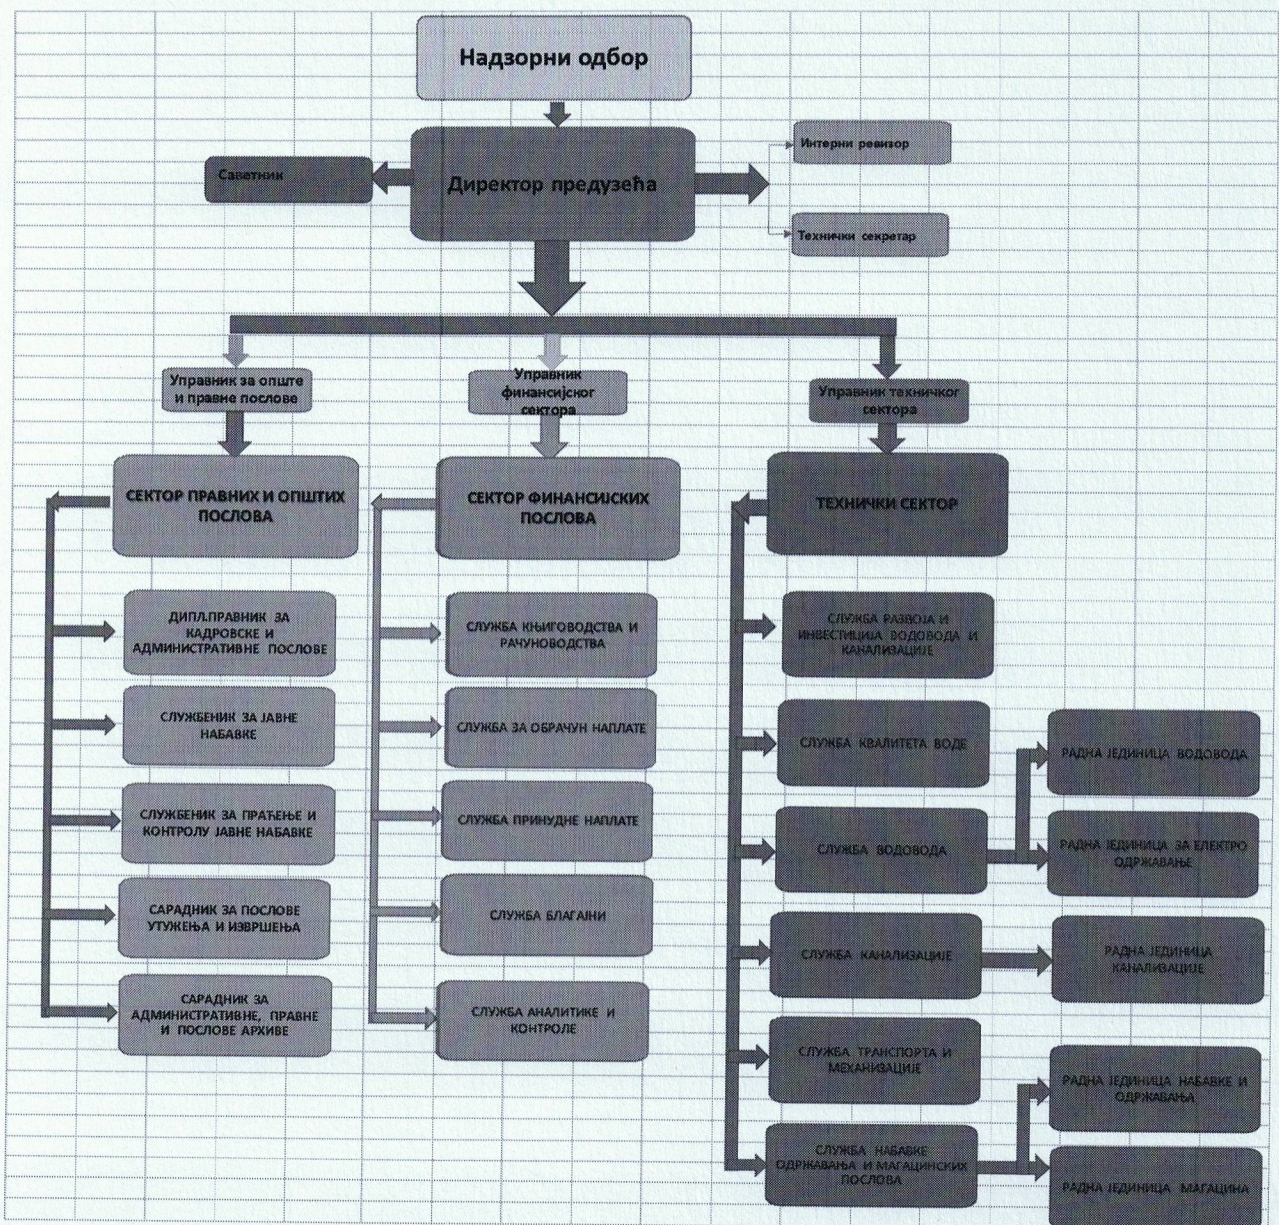 Надзорни одбор
Директор предузећа
Саветник
Интерни ревизор
Технички секретар
Управник за опште
и правне послове
Управник
финансијског
сектора
Управник техничког
сектора
СЕКТОР ПРАВНИХ И ОПШТИХ
ПОСЛОВА
ДИПЛ.ПРАВНИК ЗА
КАДРОВСКЕ И
АДМИНИСТРАТИВНЕ ПОСЛОВЕ
СЛУЖБЕНИК ЗА ЈАВНЕ
НАБАВКЕ
СЛУЖБЕНИК ЗА ПРАЂЕЊЕ И
КОНТРОЛУ ЈАВНЕ НАБАВКЕ
САРАДНИК ЗА ПОСЛОВЕ
УТУЖЕЊА И ИЗВРШЕЊА
САРАДНИК ЗА
АДМИНИСТРАТИВНЕ, ПРАВНЕ
И ПОСЛОВЕ АРХИВЕ
СЕКТОР ФИНАНСИЈСКИХ
ПОСЛОВА
СЛУЖБА КЊИГОВОДСТВА И
РАЧУНОВОДСТВА
СЛУЖБА ЗА ОБРАЧУН НАПЛАТЕ
СЛУЖБА ПРИНУДНЕ НАПЛАТЕ
СЛУЖБА БЛАГАЈНИ
СЛУЖБА АНАЛИТИКЕ И
КОНТРОЛЕ
ТЕХНИЧКИ СЕКТОР
СЛУЖБА РАЗВОЈА И
ИНВЕСТИЦИЈА ВОДОВОДА И
КАНАЛИЗАЦИЈЕ
СЛУЖБА КВАЛИТЕТА ВОДЕ
СЛУЖБА ВОДОВОДА
РАДНА ЈЕДИНИЦА ВОДОВОДА
РАДНА ЈЕДИНИЦА ЗА ЕЛЕКТРО
ОДРЖАВАЊЕ
СЛУЖБА КАНАЛИЗАЦИЈЕ
РАДНА ЈЕДИНИЦА
КАНАЛИЗАЦИЈЕ
СЛУЖБА ТРАНСПОРТА И
МЕХАНИЗАЦИЈЕ
СЛУЖБА НАБАВКЕ
ОДРЖАВАЊА И МАГАЦИНСКИХ
ПОСЛОВА
РАДНА ЈЕДИНИЦА НАБАВКЕ И
ОДРЖАВАЊА
РАДНА ЈЕДИНИЦА МАГАЦИНА